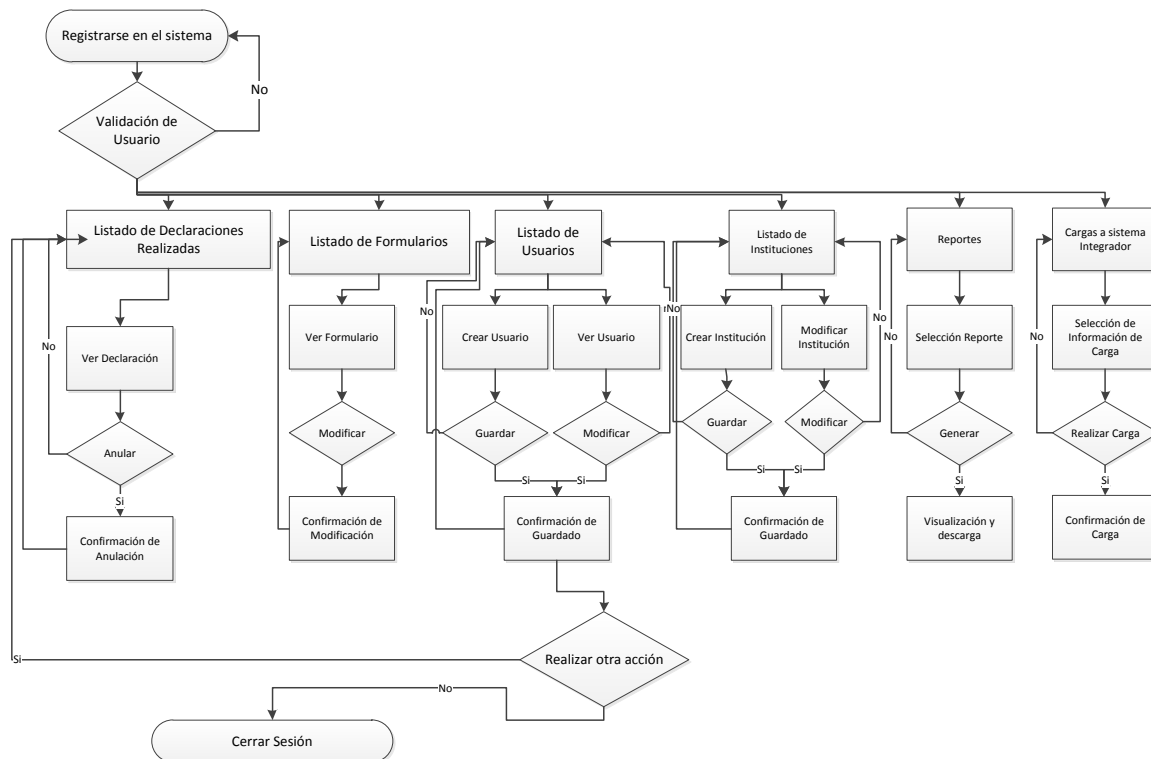 Registrarse en el sistema
No
Validación de
Usuario
Listado de Declaraciones
Realizadas
Listado de Formularios
Listado de
Usuarios
Listado de
Instituciones
Reportes
Cargas a sistema
Integrador
No
No
No
No
No
No
Ver Declaración
Ver Formulario
Crear Usuario
Ver Usuario
Crear Institución
Modificar
Institución
Selección Reporte
Selección de
Información de
Carga
Anular
Modificar
Guardar
Modificar
Guardar
Modificar
Generar
Realizar Carga
Si
Si
Si
Si
Si
Si
Si
Confirmación de
Anulación
Confirmación de
Modificación
Confirmación de
Guardado
Confirmación de
Guardado
Visualización y
descarga
Confirmación de
Carga
Si
Realizar otra acción
No
Cerrar Sesión